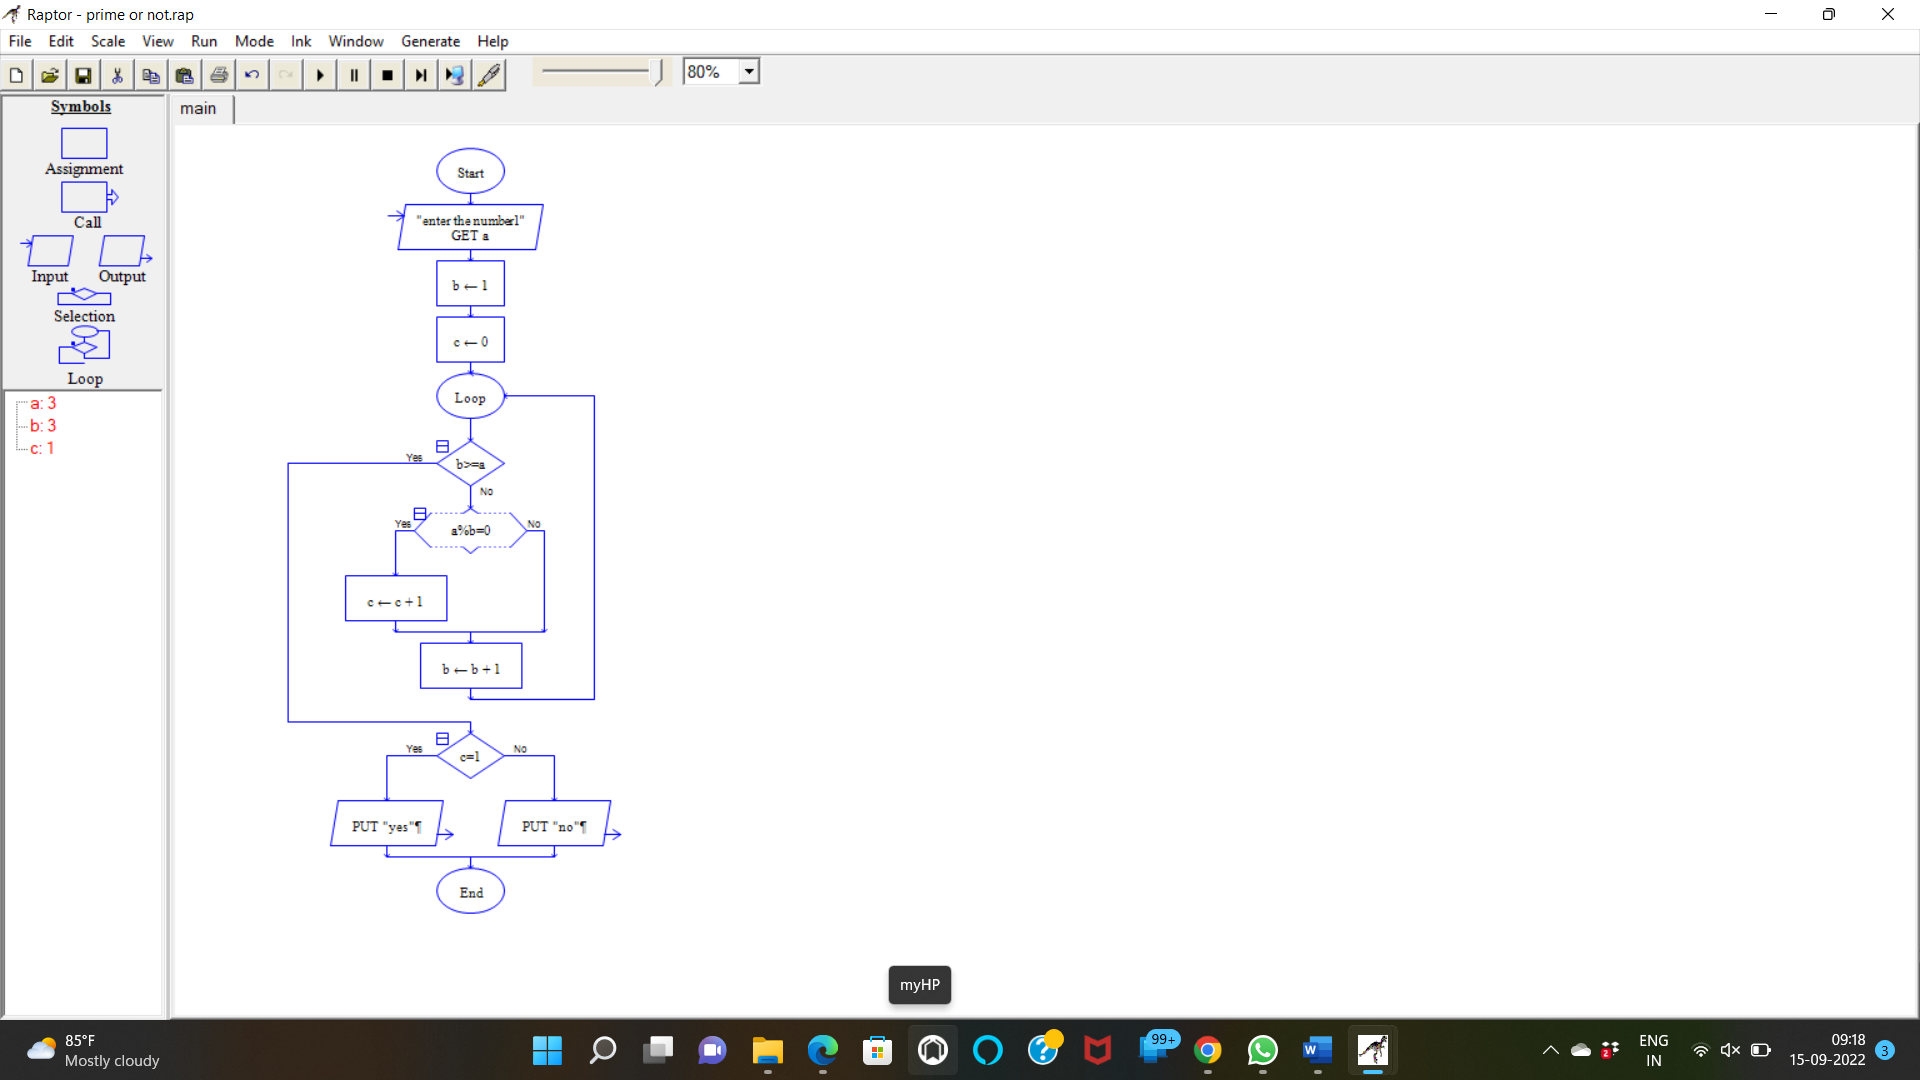 Raptor - prime or not.rap
File Edit Scale View Run Mode Ink Window Generate Help
80%
Symbols
main
Assignment
Call
Input Output
Selection
Loop
a: 3
b: 3
c: 1
Start
"enter the number1"
GET a
b ← 1
c ← 0
Loop
b>=a
Yes
No
a%b=0
Yes
No
c ← c + 1
b ← b + 1
c=1
Yes
No
PUT "yes"¶
PUT "no"¶
End
myHP
85°F
Mostly cloudy
99+
2
ENG
IN
09:18
15-09-2022
3